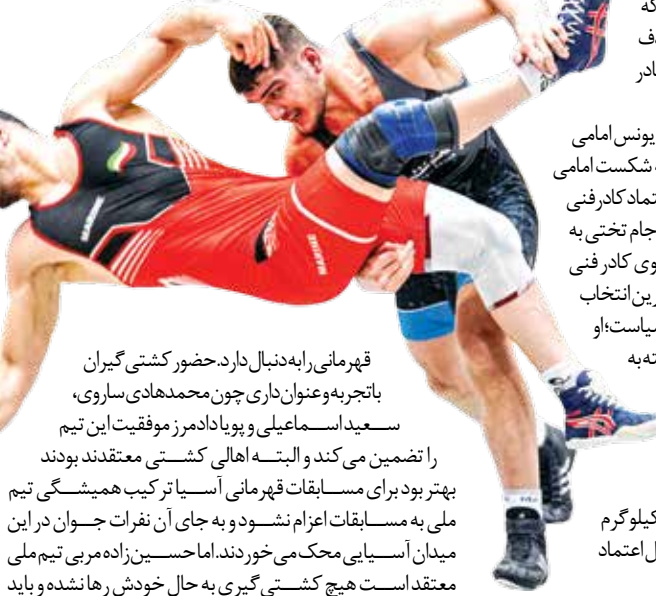 که
ادر
یونس امامی
شکست امامی
تماد کادرفنی
جام تختی به
وی کادر فنی
رین انتخاب
سیاست؛او
ته به
کیلوگرم
ل اعتماد
قهرمانی را به دنبال دارد. حضور کشتی گیران
باتجربه و عنوان داری چون محمدهادی ساروی،
سعید اسماعیلی و پویا دادمرز موفقیت این تیم
را تضمین می کند و البته اهالی کشتی معتقدند بودند
بهتر بود برای مسابقات قهرمانی آسیا ترکیب همیشگی تیم
ملی به مسابقات اعزام نشود و به جای آن نفرات جوان در این
میدان آسیایی محک می خوردند. اما حسین زاده مربی تیم ملی
معتقد است هیچ کشتی گیری به حال خودش رها نشده و باید